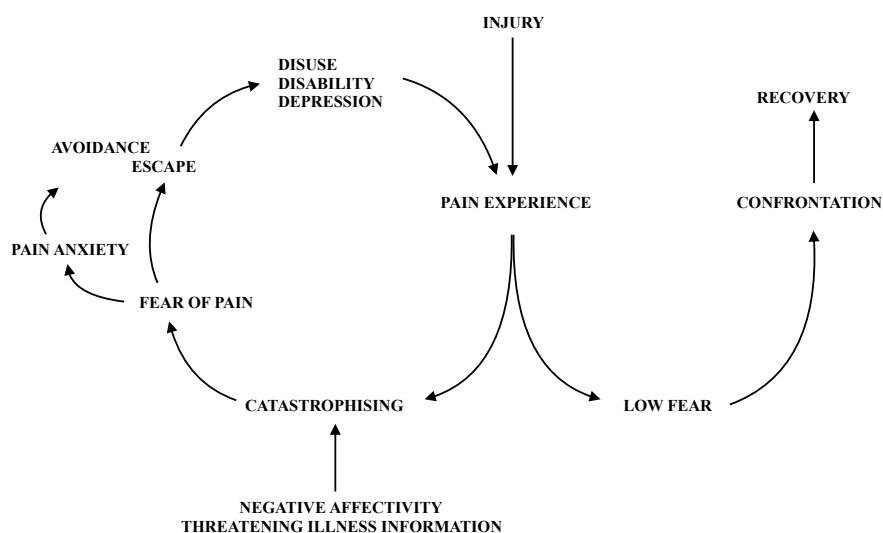 INJURY
DISUSE
DISABILITY
DEPRESSION
RECOVERY
AVOIDANCE
ESCAPE
PAIN EXPERIENCE
CONFRONTATION
PAIN ANXIETY
FEAR OF PAIN
CATASTROPHISING
LOW FEAR
NEGATIVE AFFECTIVITY
THREATENING ILLNESS INFORMATION